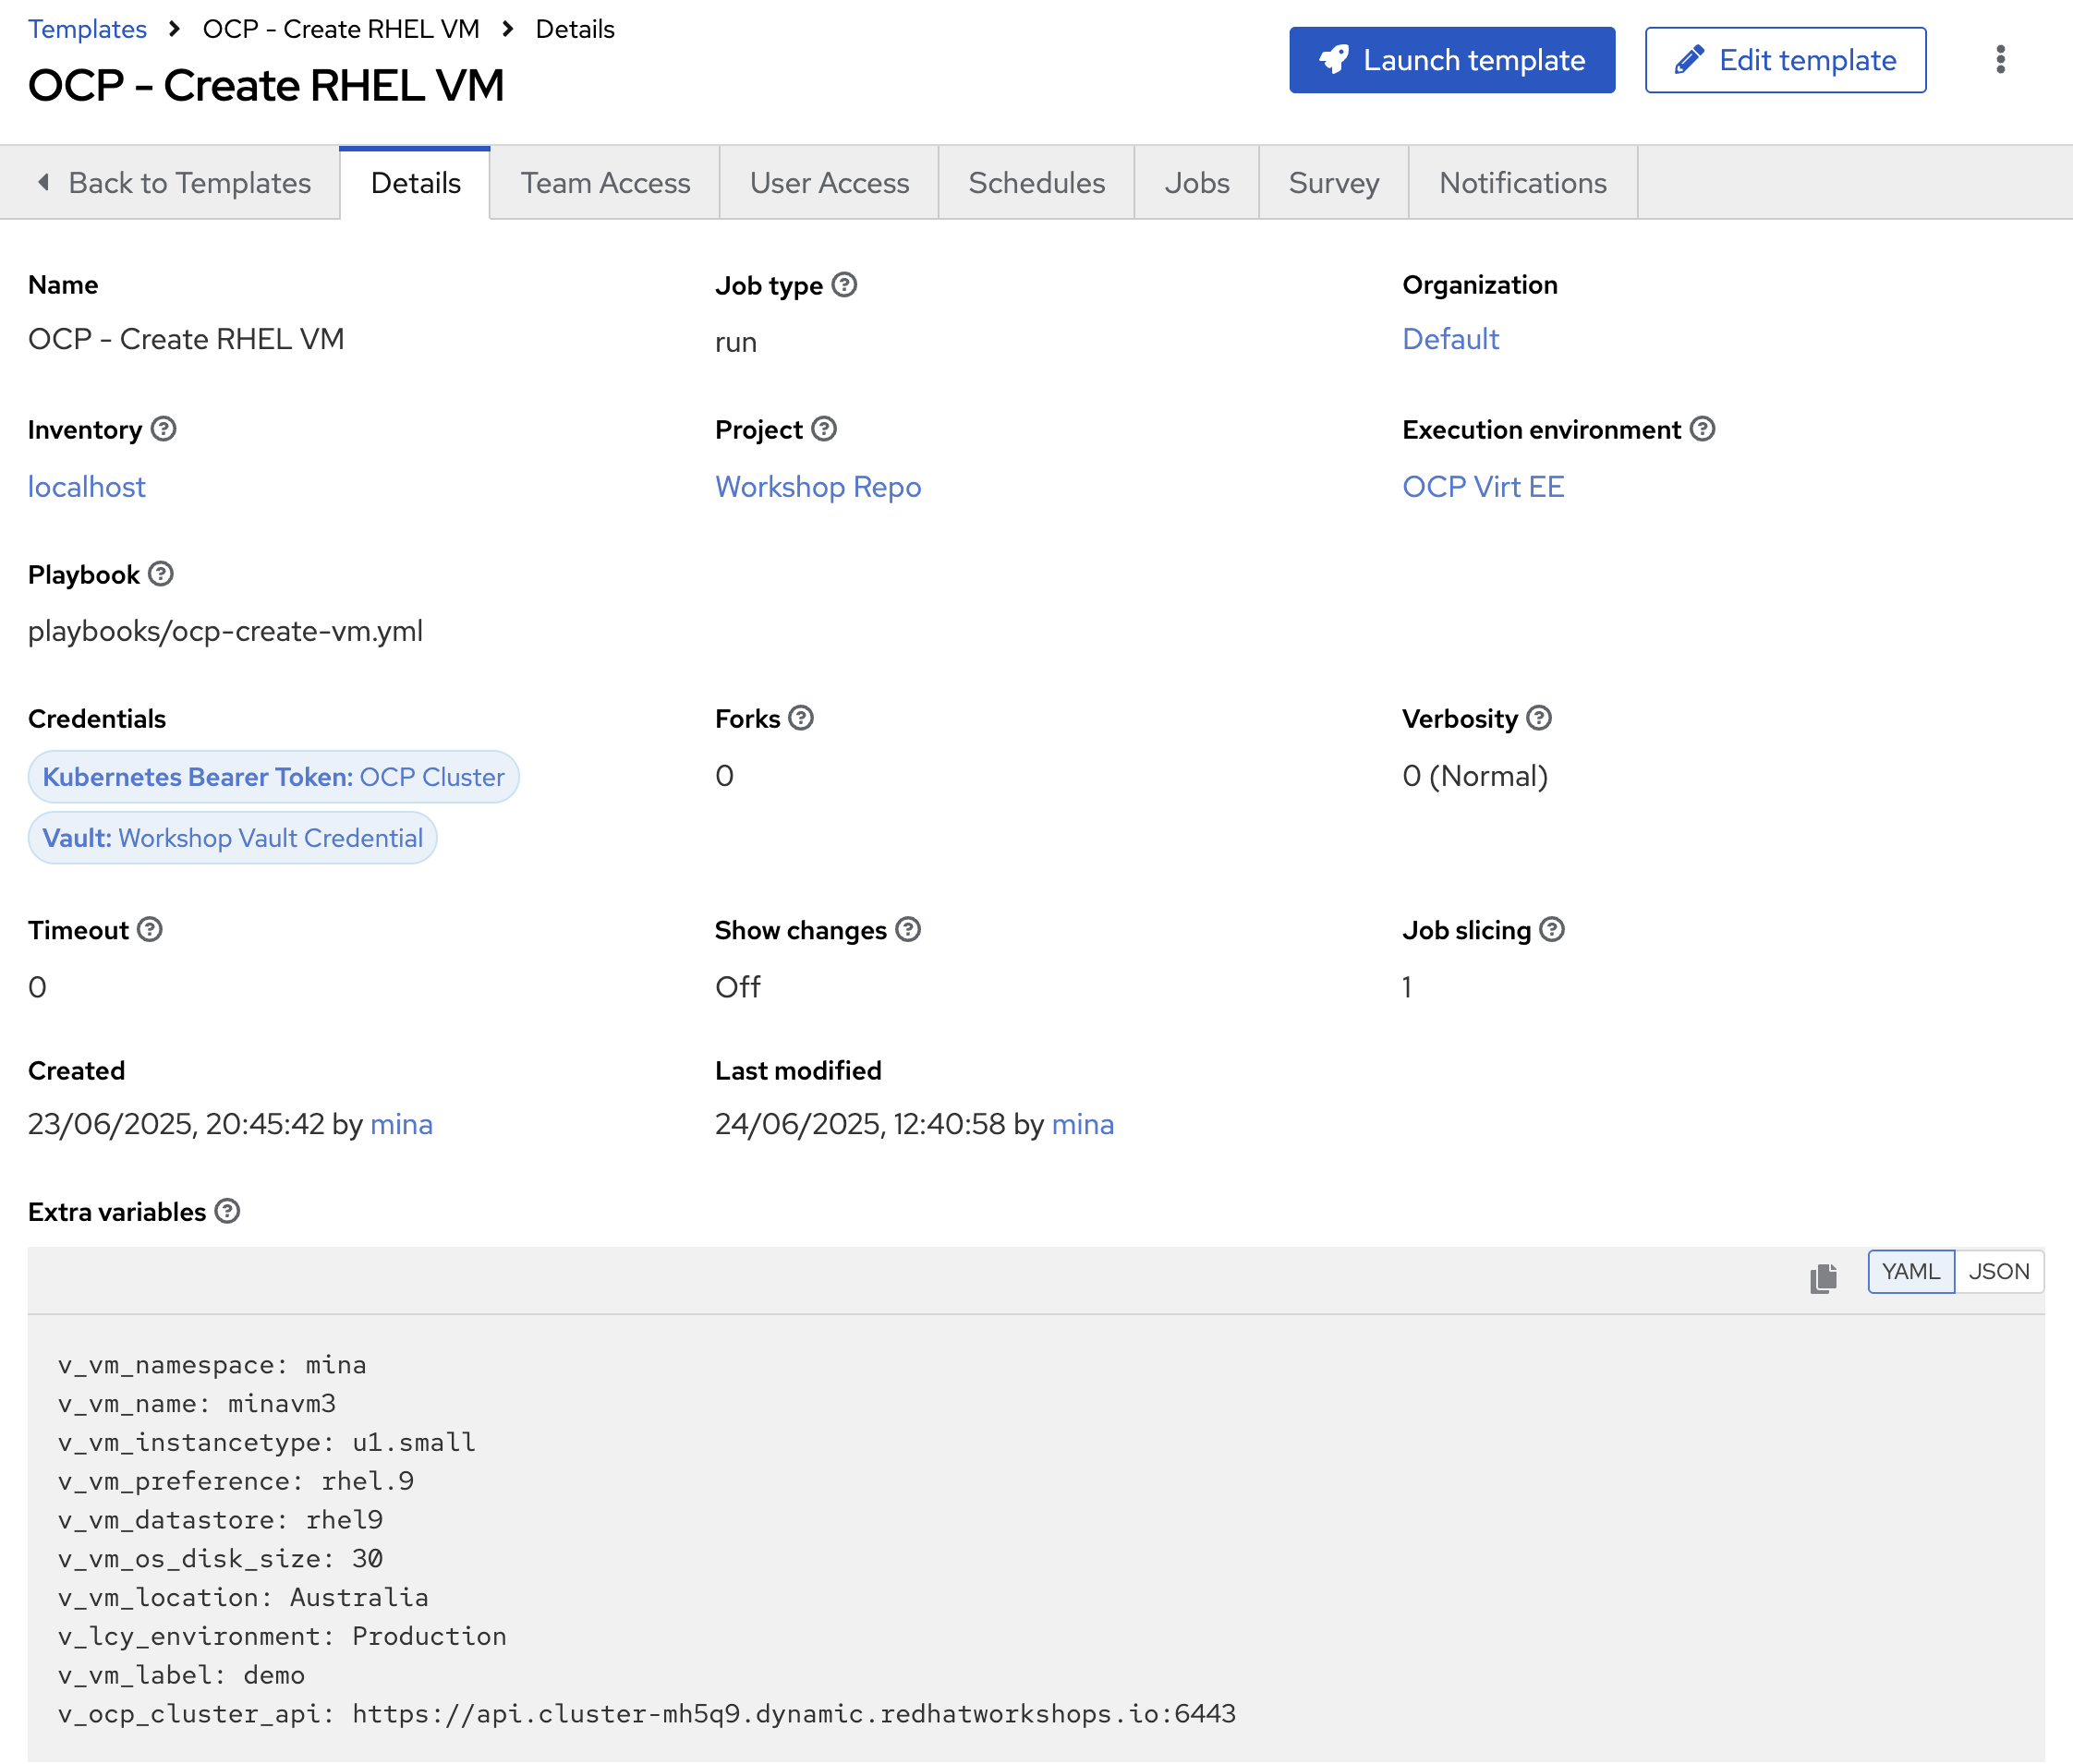 Templates > OCP - Create RHEL VM > Details
OCP - Create RHEL VM
Launch template
Edit template
Back to Templates
Details
Team Access
User Access
Schedules
Jobs
Survey
Notifications
Name
OCP - Create RHEL VM
Job type
run
Organization
Default
Inventory
localhost
Project
Workshop Repo
Execution environment
OCP Virt EE
Playbook
playbooks/ocp-create-vm.yml
Credentials
Kubernetes Bearer Token: OCP Cluster
Vault: Workshop Vault Credential
Forks
0
Verbosity
0 (Normal)
Timeout
0
Show changes
Off
Job slicing
1
Created
23/06/2025, 20:45:42 by mina
Last modified
24/06/2025, 12:40:58 by mina
Extra variables
YAML
JSON
v_vm_namespace: mina
v_vm_name: minavm3
v_vm_instancetype: u1.small
v_vm_preference: rhel.9
v_vm_datastore: rhel9
v_vm_os_disk_size: 30
v_vm_location: Australia
v_lcy_environment: Production
v_vm_label: demo
v_ocp_cluster_api: https://api.cluster-mh5q9.dynamic.redhatworkshops.io:6443